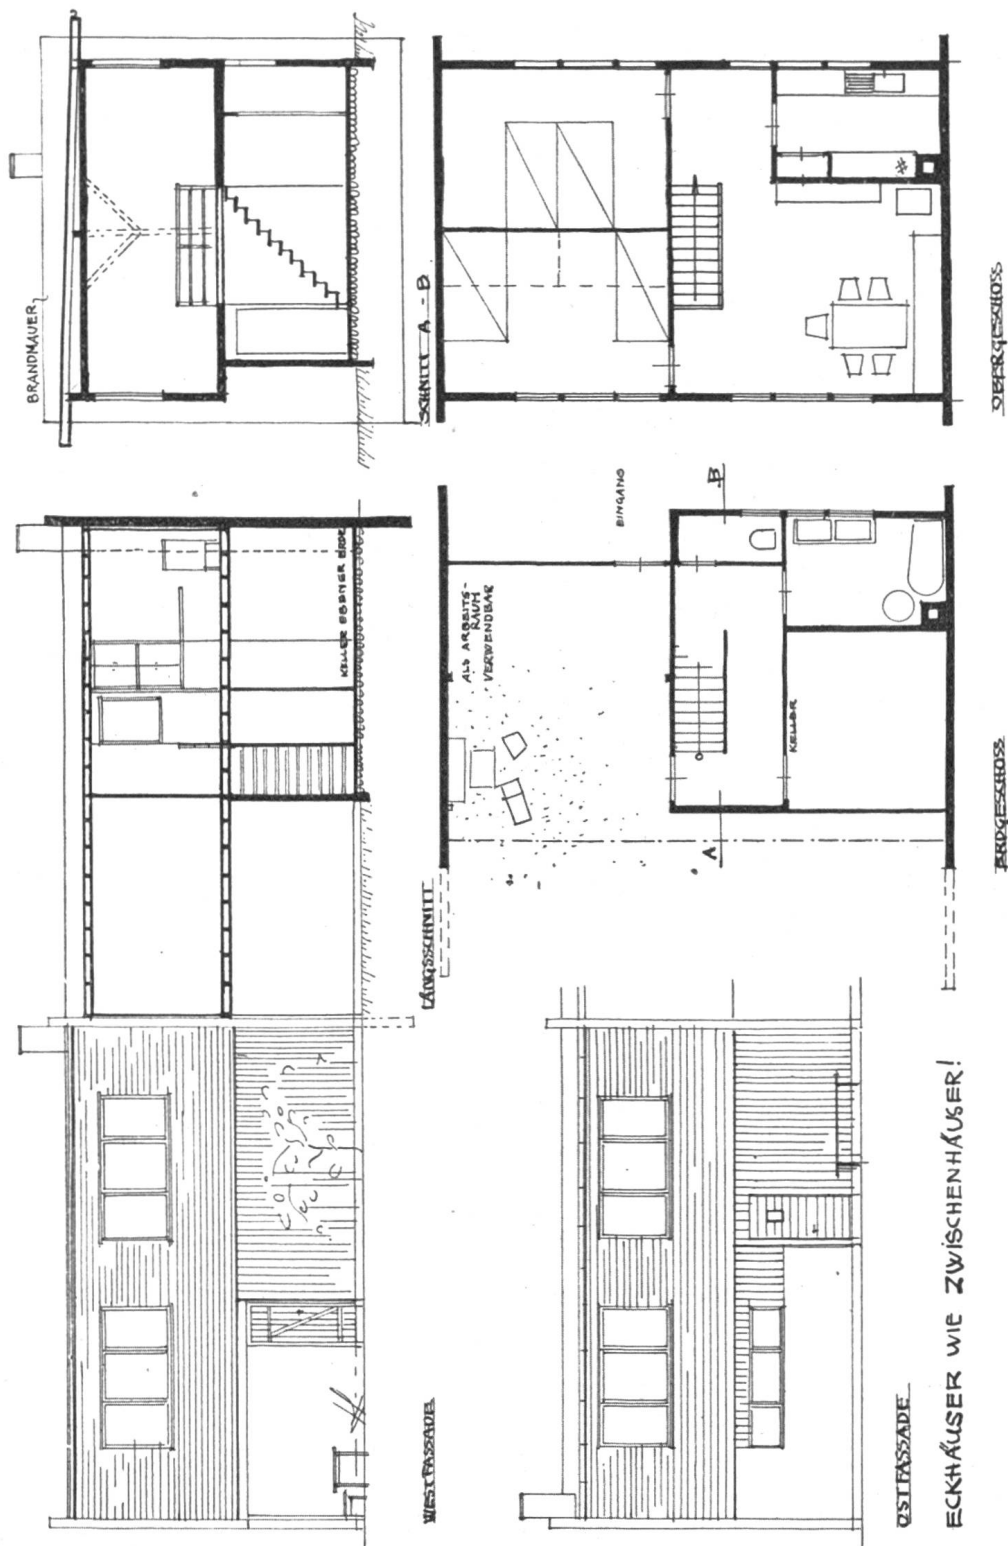 BRANDMAUER
KELLER EBENER ERDE
WESTFASSADE
LÄNGSSCHNITT
SCHNITT A - B
ALS ARBEITS-
RAUM
VERWENDBAR
EINGANG
A
B
KELLER
OSTFASSADE
ECKHÄUSER WIE ZWISCHENHÄUSER!
ERDGESCHOSS
OBERGESCHOSS